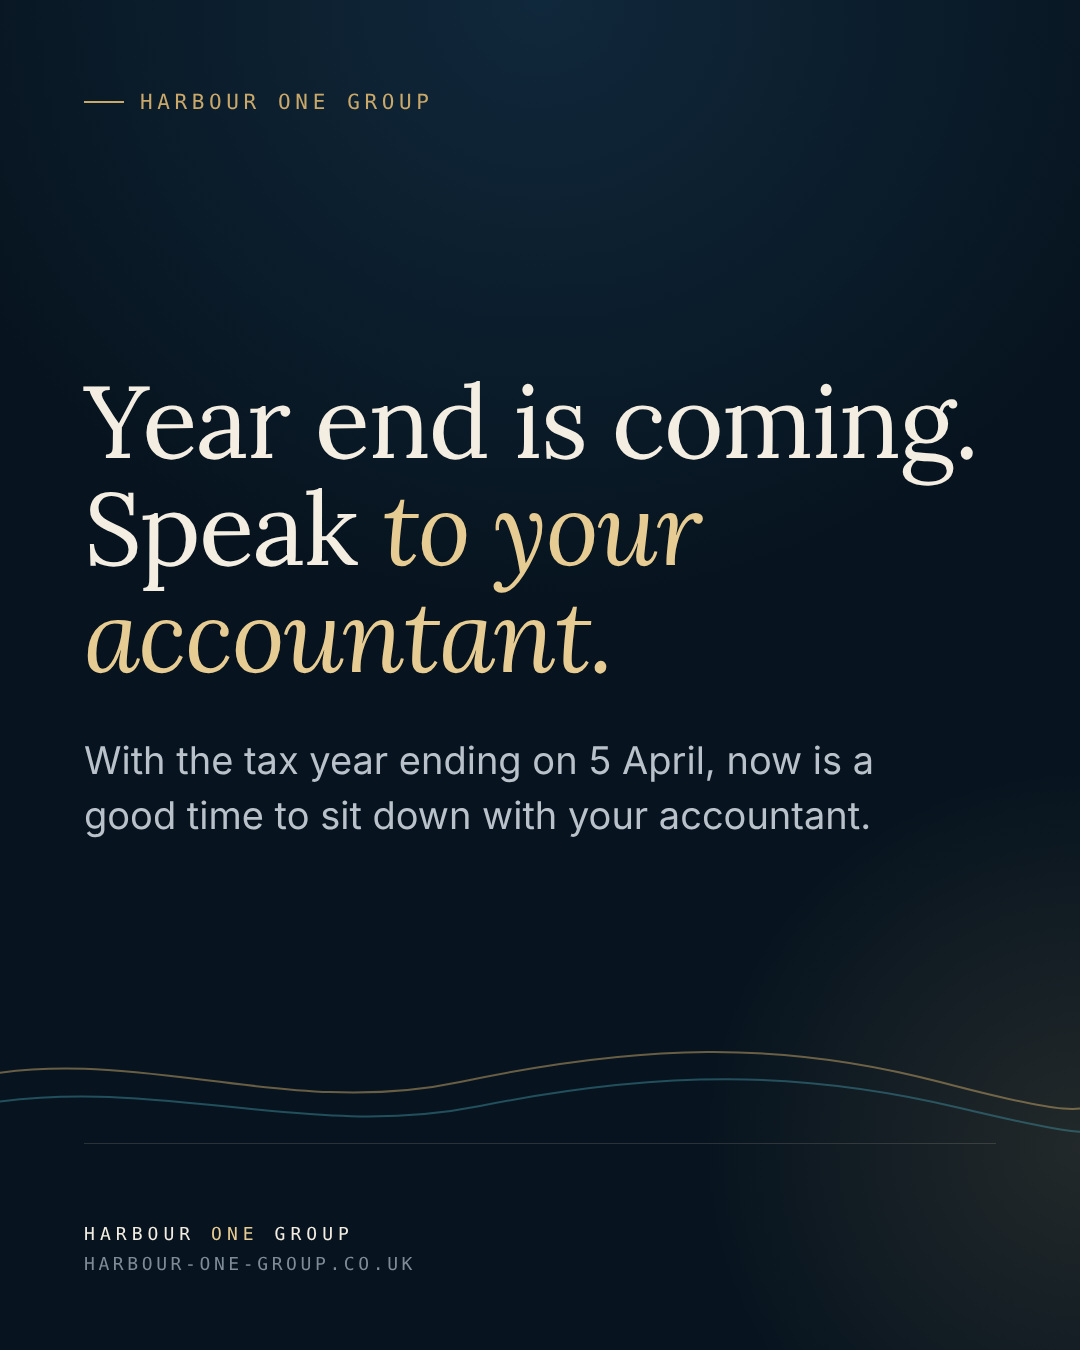 HARBOUR ONE GROUP
Year end is coming.
Speak to your
accountant.
With the tax year ending on 5 April, now is a
good time to sit down with your accountant.
HARBOUR ONE GROUP
HARBOUR-ONE-GROUP.CO.UK